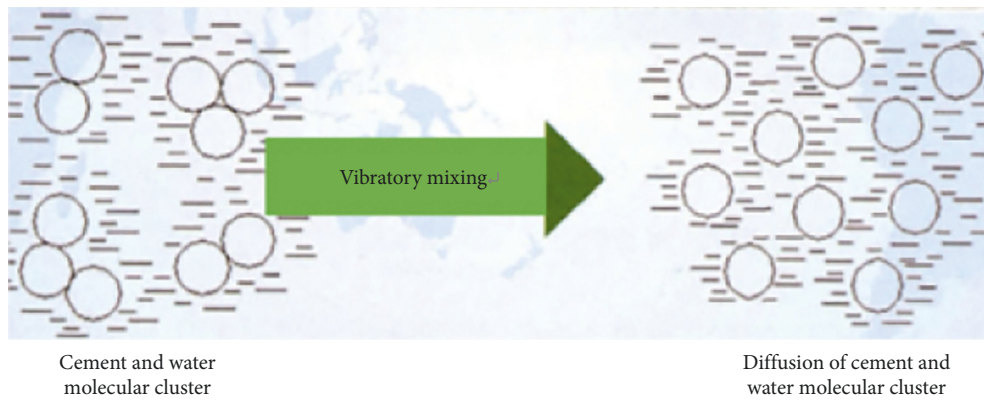 Vibratory mixing↵
Cement and water
molecular cluster
Diffusion of cement and
water molecular cluster